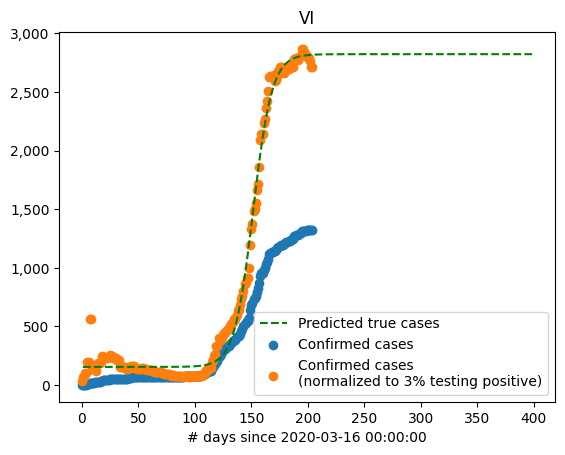 VI
3,000
2,500
2,000
1,500
1,000
500
0
Predicted true cases
Confirmed cases
Confirmed cases
(normalized to 3% testing positive)
0 50 100 150 200 250 300 350 400
# days since 2020-03-16 00:00:00